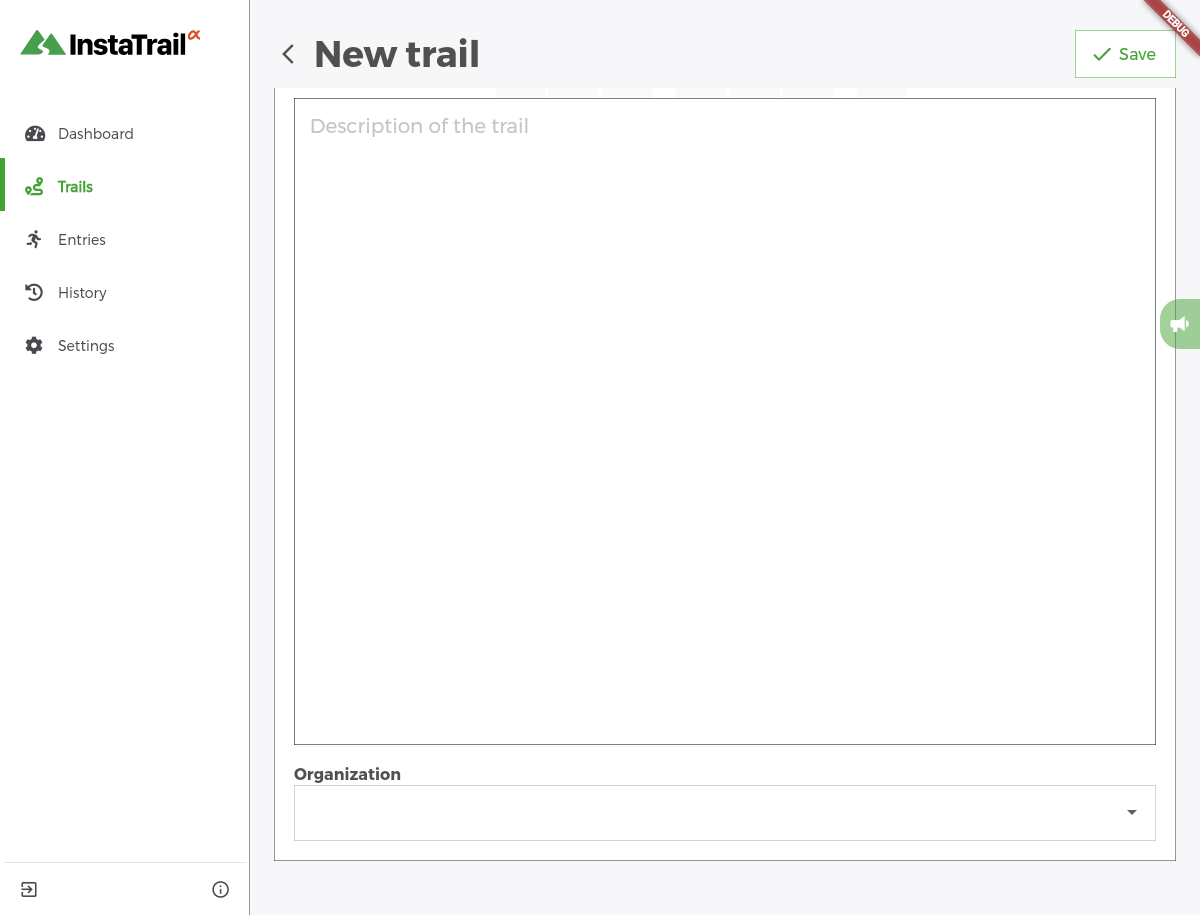 InstaTrail α
New trail
Save
DEBUG
Dashboard
Trails
Entries
History
Settings
Description of the trail
Organization